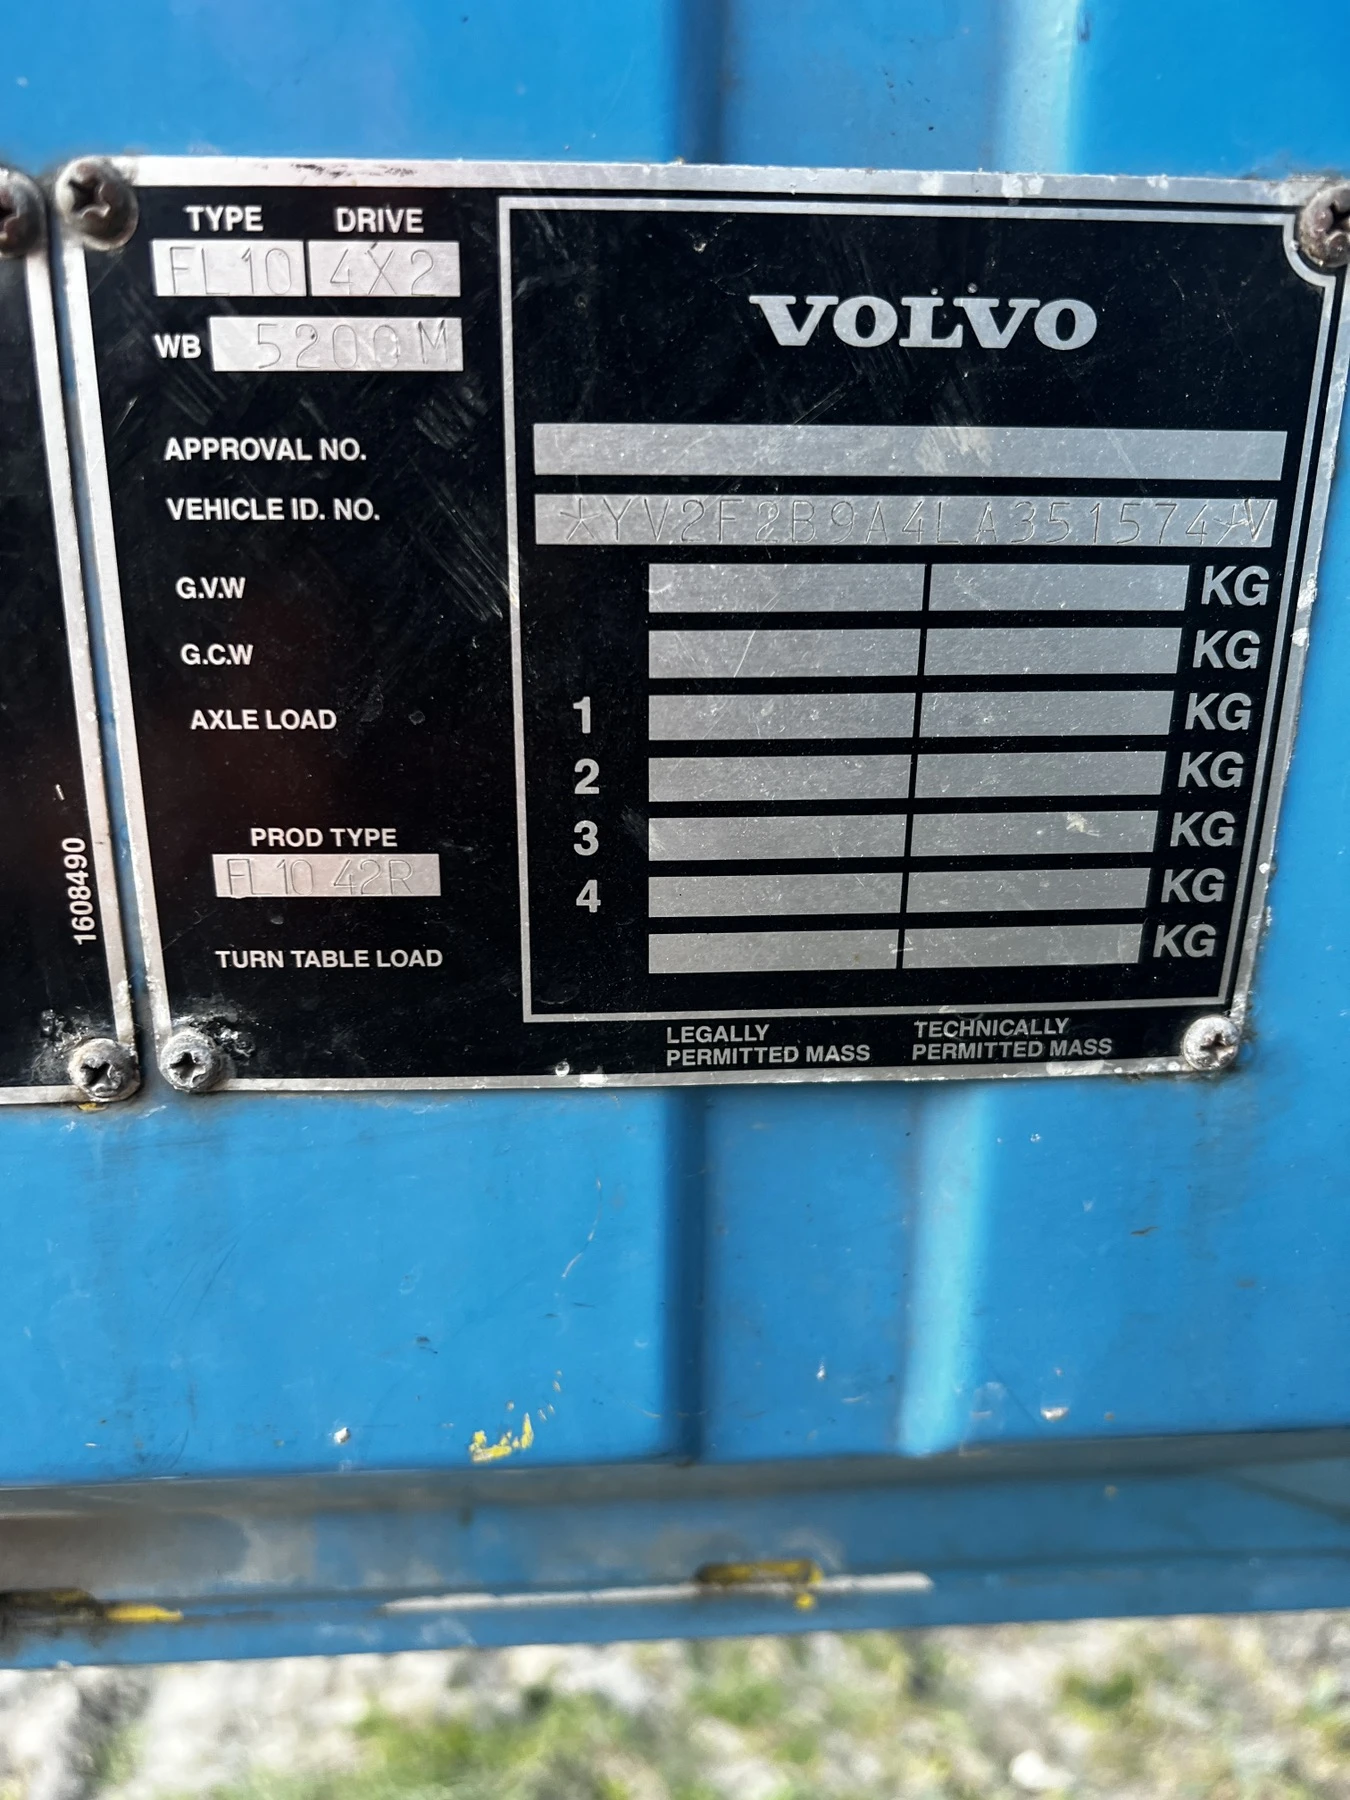 TYPE DRIVE
FL10 4X2
VOLVO
WB 5200M
APPROVAL NO.
VEHICLE ID. NO. *YV2F2B9A4LA351574*V
G.V.W KG
G.C.W KG
AXLE LOAD 1 KG
2 KG
3 KG
PROD TYPE
FL10 42R
4 KG
TURN TABLE LOAD KG
LEGALLY PERMITTED MASS
TECHNICALLY PERMITTED MASS
1608490